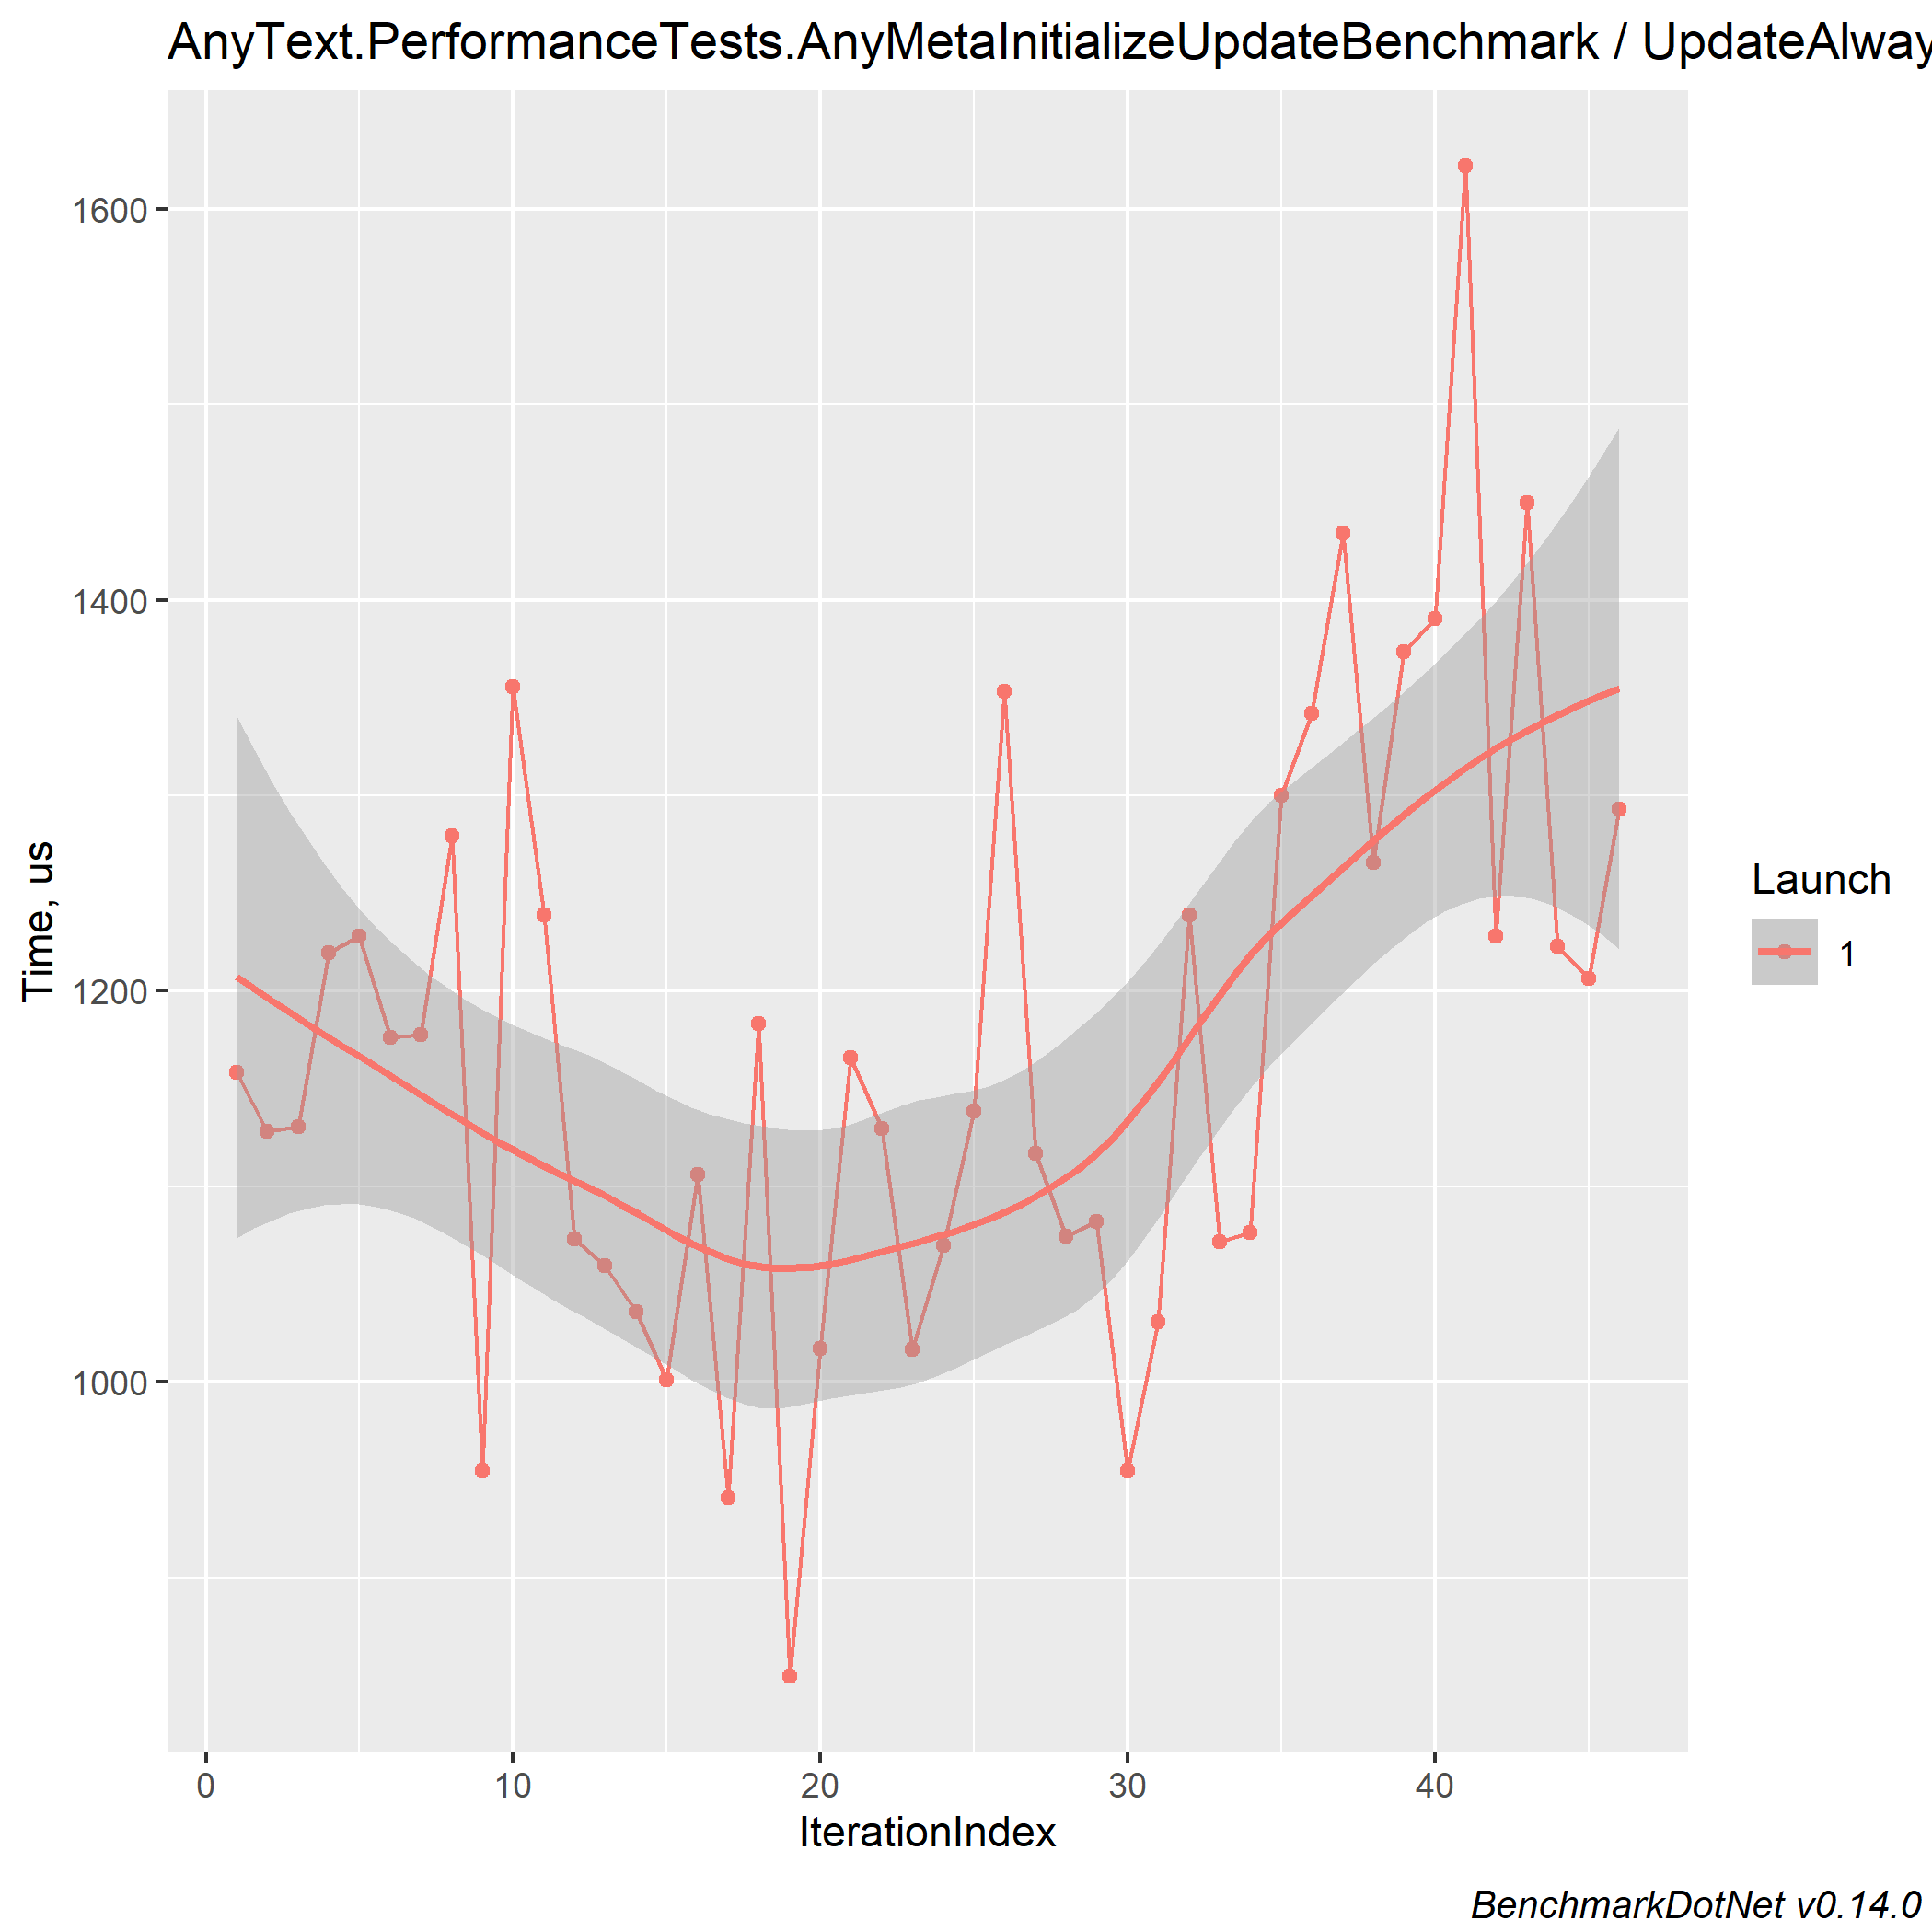 AnyText.PerformanceTests.AnyMetaInitializeUpdateBenchmark / UpdateAlway
1600
1400
1200
1000
Time, us
0 10 20 30 40
IterationIndex
Launch
1
BenchmarkDotNet v0.14.0